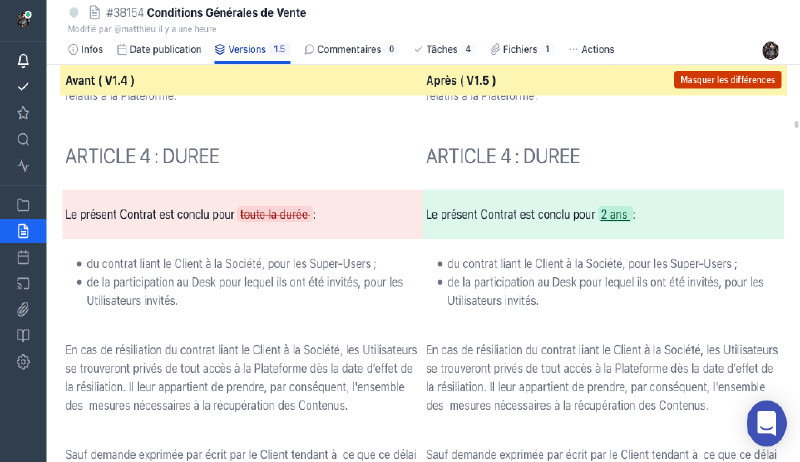 #38154 Conditions Générales de Vente
Modifié par @matthieu il y a une heure
Infos Date publication Versions 1.5 Commentaires 0 Tâches 4 Fichiers 1 Actions
Avant ( V1.4 )
relatifs à la Plateforme.
ARTICLE 4 : DUREE
Le présent Contrat est conclu pour toute la durée :
• du contrat liant le Client à la Société, pour les Super-Users ;
• de la participation au Desk pour lequel ils ont été invités, pour les
Utilisateurs invités.
En cas de résiliation du contrat liant le Client à la Société, les Utilisateurs
se trouveront privés de tout accès à la Plateforme dès la date d'effet de
la résiliation. Il leur appartient de prendre, par conséquent, l'ensemble
des mesures nécessaires à la récupération des Contenus.
Sauf demande exprimée par écrit par le Client tendant à ce que ce délai
Après ( V1.5 )
Masquer les différences
relatifs à la Plateforme.
ARTICLE 4 : DUREE
Le présent Contrat est conclu pour 2 ans :
• du contrat liant le Client à la Société, pour les Super-Users ;
• de la participation au Desk pour lequel ils ont été invités, pour les
Utilisateurs invités.
En cas de résiliation du contrat liant le Client à la Société, les Utilisateurs
se trouveront privés de tout accès à la Plateforme dès la date d'effet de
la résiliation. Il leur appartient de prendre, par conséquent, l'ensemble
des mesures nécessaires à la récupération des Contenus.
Sauf demande exprimée par écrit par le Client tendant à ce que ce délai